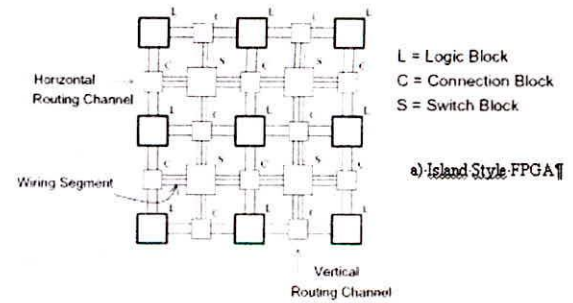 L C L C L
L = Logic Block
Horizontal
Routing Channel
C S C S C
C = Connection Block
S = Switch Block
L C L C L
a) Island Style FPGA¶
Wiring Segment
C S C S C
L C L C L
Vertical
Routing Channel